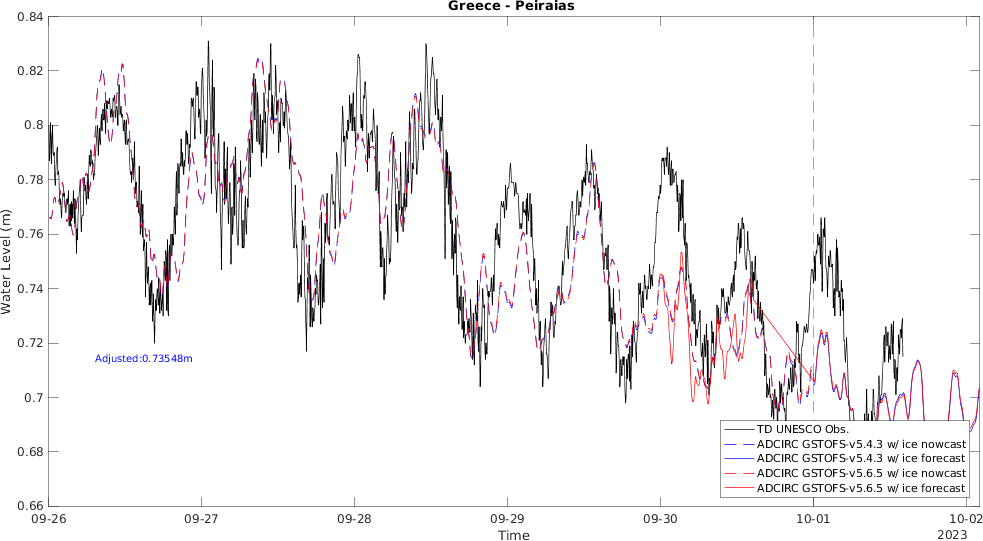 Greece - Peiraias
0.84
0.82
0.8
0.78
0.76
0.74
0.72
0.7
0.68
0.66
Water Level (m)
Adjusted:0.73548m
TD UNESCO Obs.
ADCIRC GSTOFS-v5.4.3 w/ ice nowcast
ADCIRC GSTOFS-v5.4.3 w/ ice forecast
ADCIRC GSTOFS-v5.6.5 w/ ice nowcast
ADCIRC GSTOFS-v5.6.5 w/ ice forecast
09-26 09-27 09-28 09-29 09-30 10-01 10-02
2023
Time